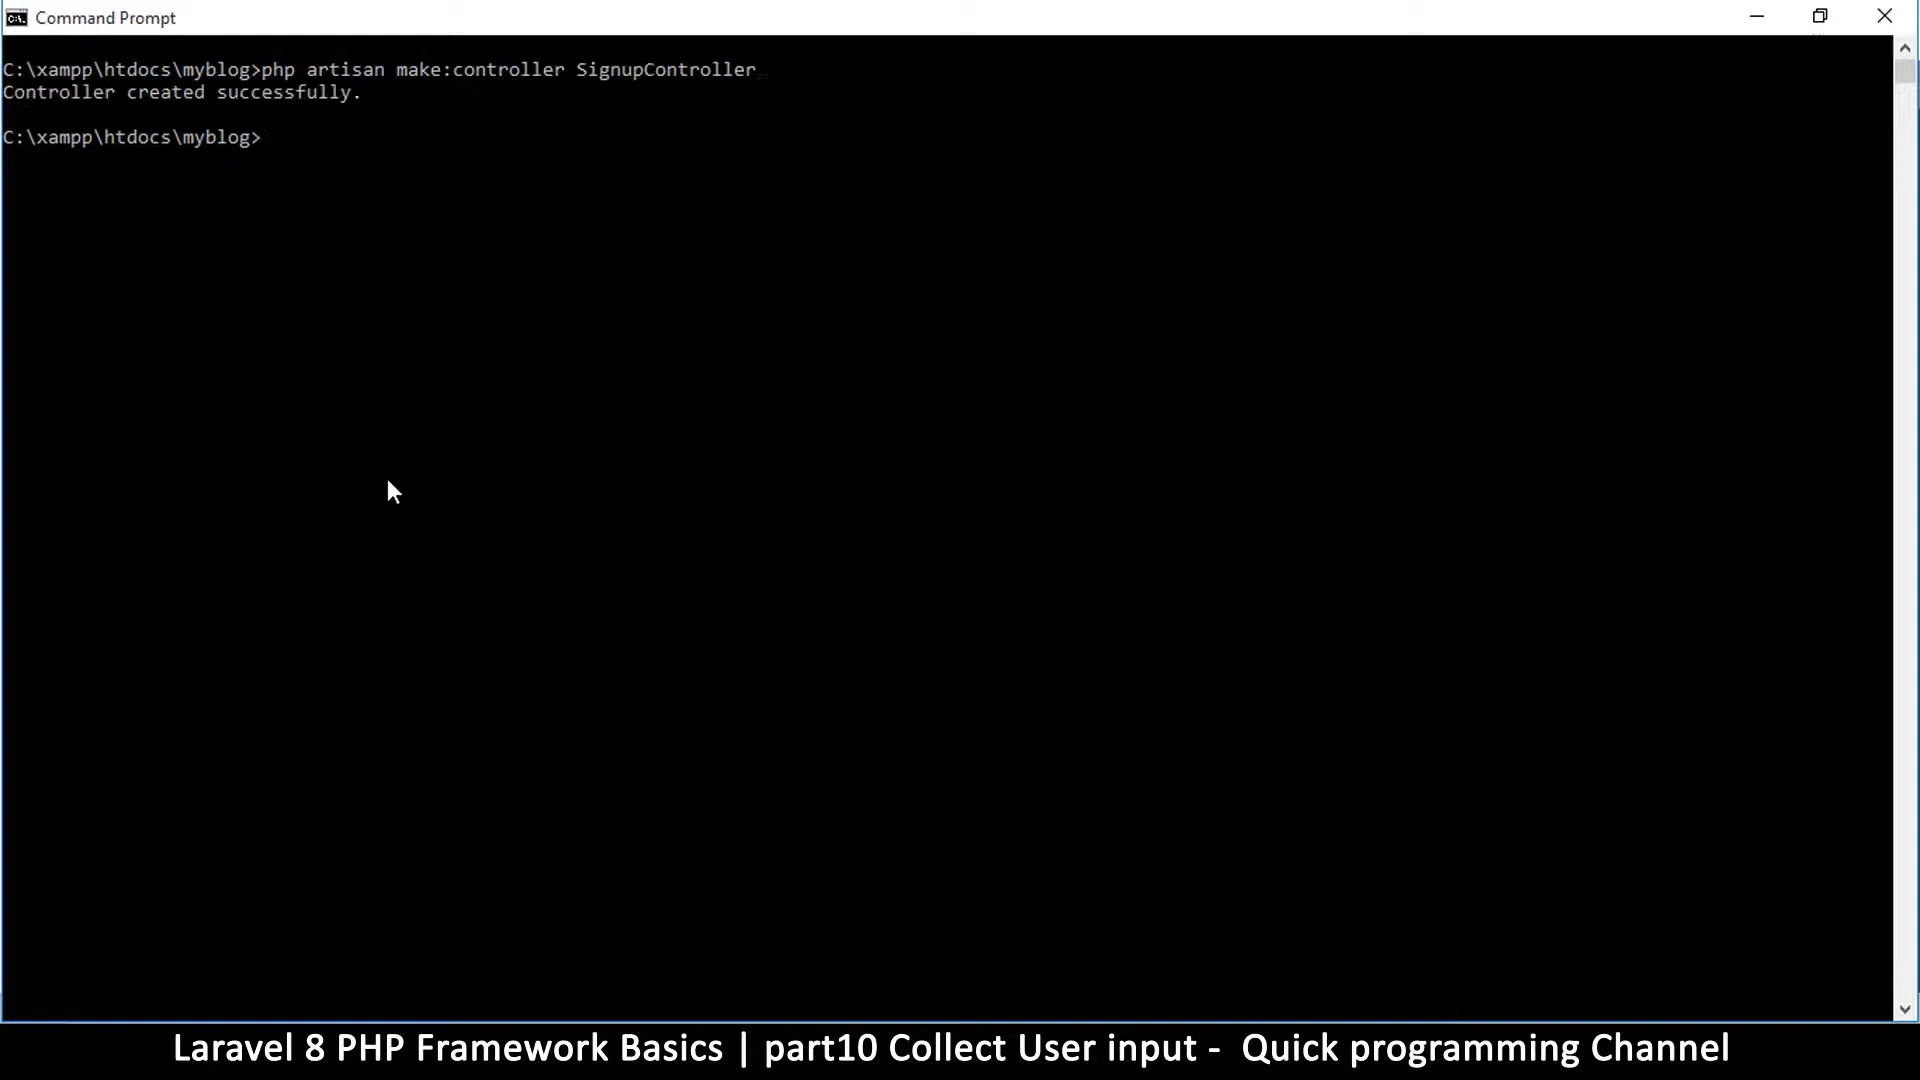 Command Prompt
C:\xampp\htdocs\myblog>php artisan make:controller SignupController
Controller created successfully.
C:\xampp\htdocs\myblog>
Laravel 8 PHP Framework Basics | part10 Collect User input - Quick programming Channel